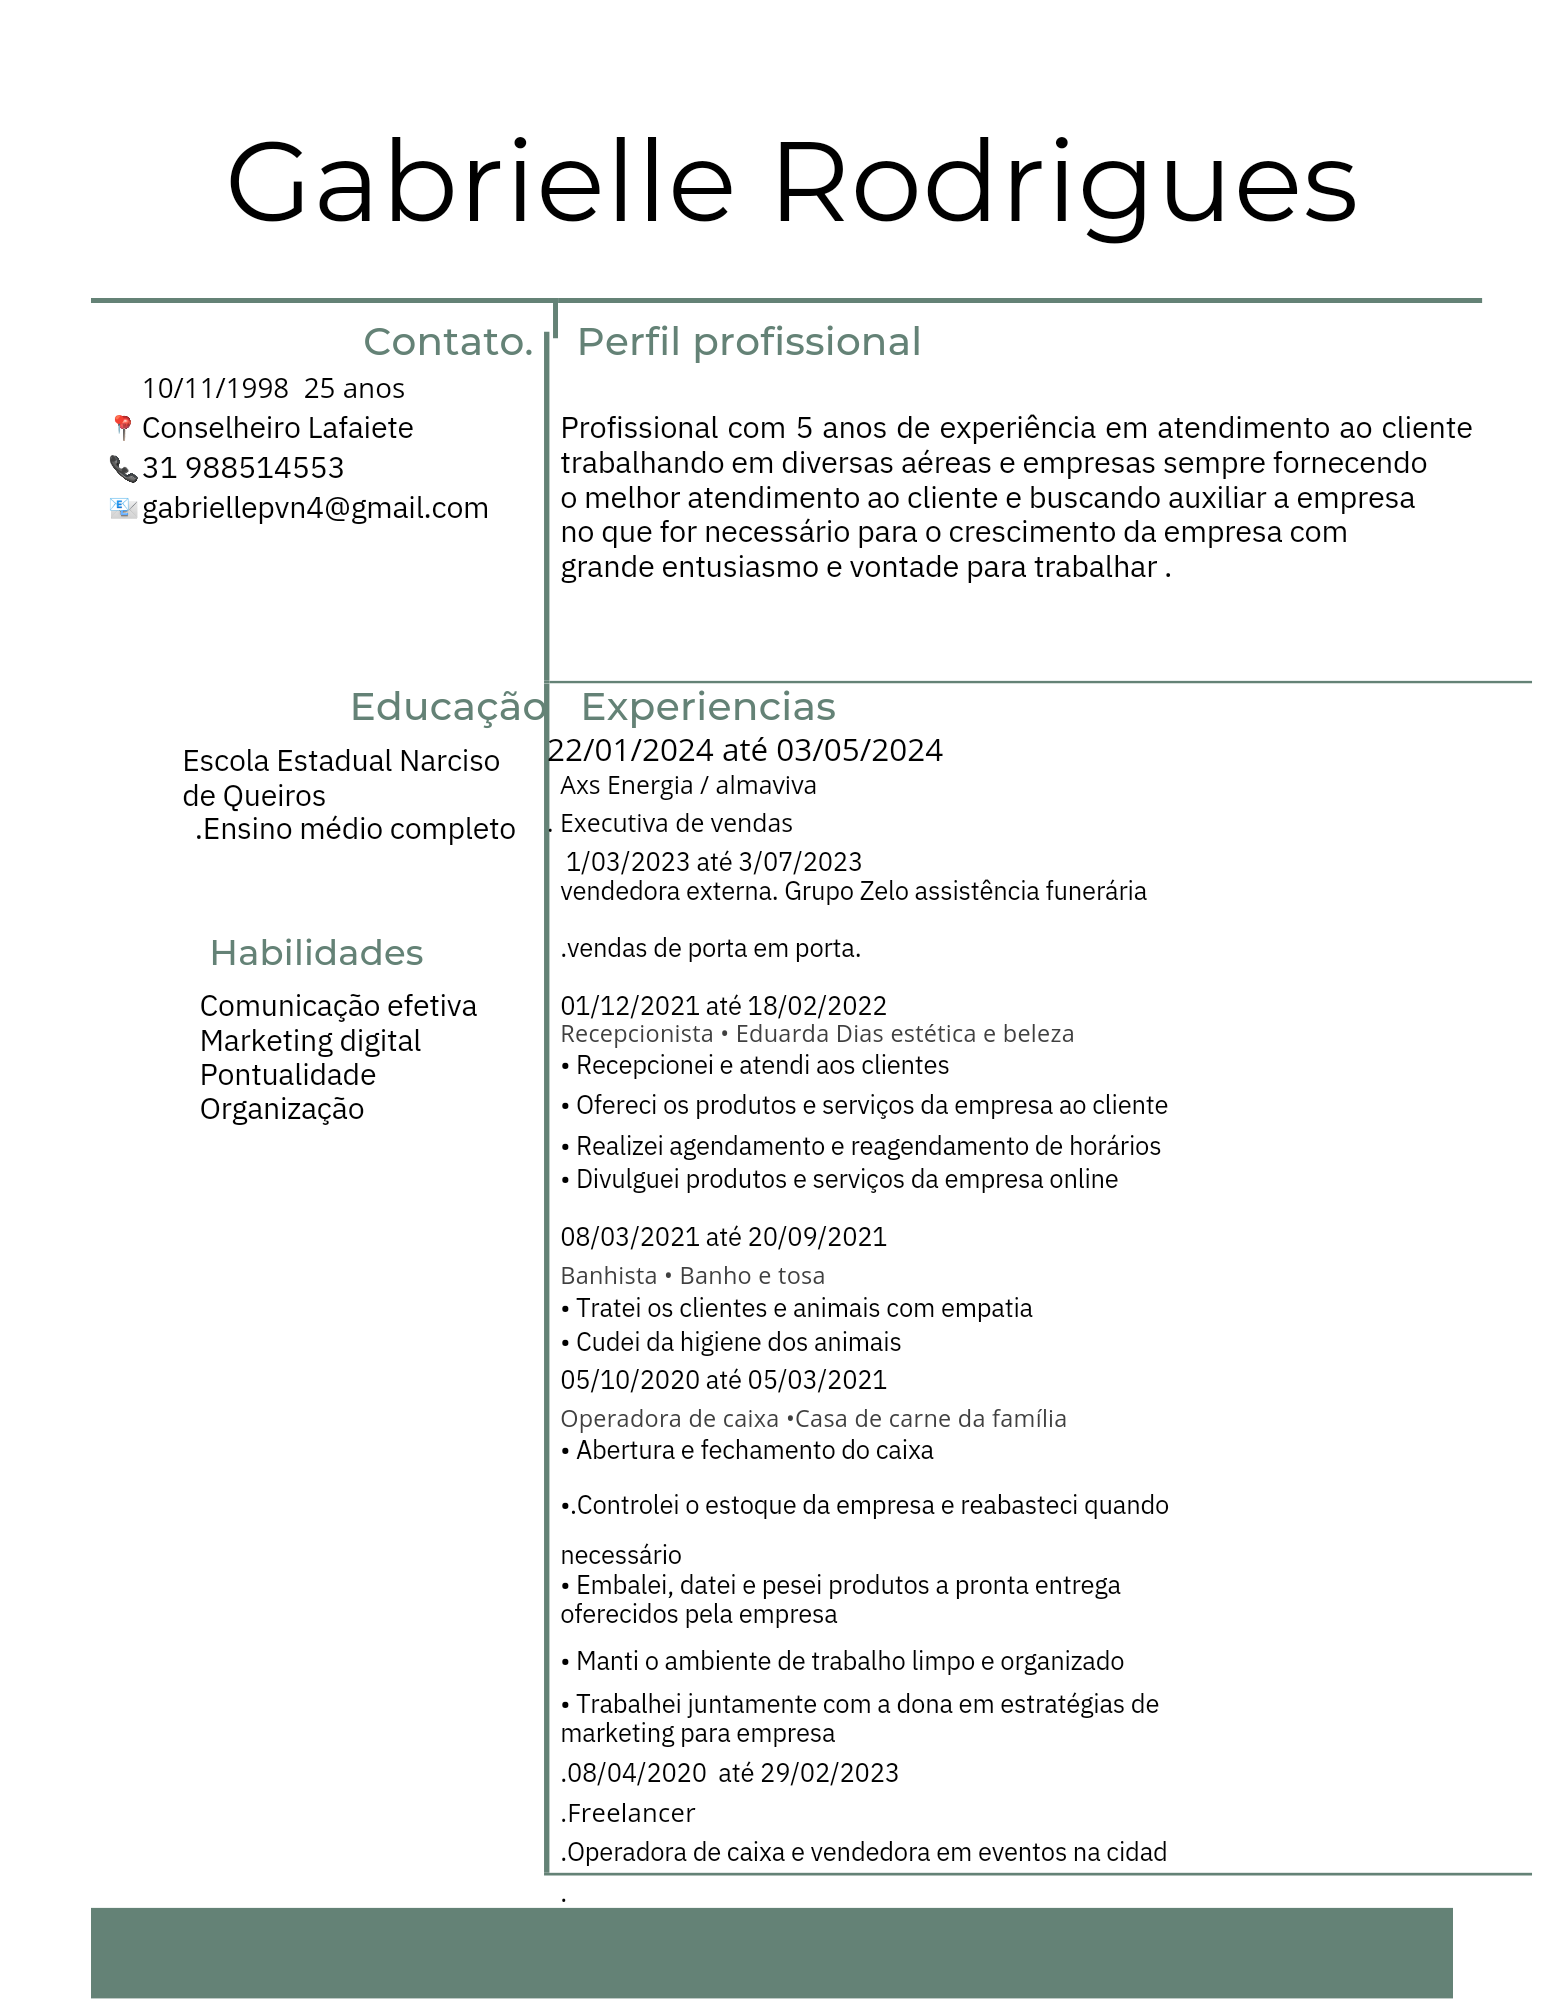 Gabrielle Rodrigues
Contato.
10/11/1998  25 anos
Conselheiro Lafaiete
31 988514553
gabriellepvn4@gmail.com
Perfil profissional
Profissional com 5 anos de experiência em atendimento ao cliente
trabalhando em diversas aéreas e empresas sempre fornecendo
o melhor atendimento ao cliente e buscando auxiliar a empresa
no que for necessário para o crescimento da empresa com
grande entusiasmo e vontade para trabalhar .
Educação
Escola Estadual Narciso
de Queiros
.Ensino médio completo
Habilidades
Comunicação efetiva
Marketing digital
Pontualidade
Organização
Experiencias
22/01/2024 até 03/05/2024
Axs Energia / almaviva
. Executiva de vendas
1/03/2023 até 3/07/2023
vendedora externa. Grupo Zelo assistência funerária
.vendas de porta em porta.
01/12/2021 até 18/02/2022
Recepcionista • Eduarda Dias estética e beleza
• Recepcionei e atendi aos clientes
• Ofereci os produtos e serviços da empresa ao cliente
• Realizei agendamento e reagendamento de horários
• Divulguei produtos e serviços da empresa online
08/03/2021 até 20/09/2021
Banhista • Banho e tosa
• Tratei os clientes e animais com empatia
• Cudei da higiene dos animais
05/10/2020 até 05/03/2021
Operadora de caixa •Casa de carne da família
• Abertura e fechamento do caixa
•.Controlei o estoque da empresa e reabasteci quando
necessário
• Embalei, datei e pesei produtos a pronta entrega
oferecidos pela empresa
• Manti o ambiente de trabalho limpo e organizado
• Trabalhei juntamente com a dona em estratégias de
marketing para empresa
.08/04/2020  até 29/02/2023
.Freelancer
.Operadora de caixa e vendedora em eventos na cidad
.